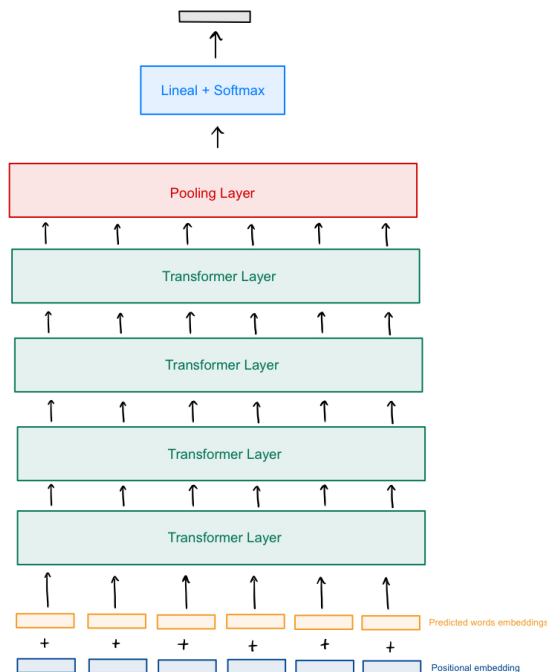 Lineal + Softmax
Pooling Layer
Transformer Layer
Transformer Layer
Transformer Layer
Transformer Layer
Predicted words embeddings
+ + + + + +
Positional embedding